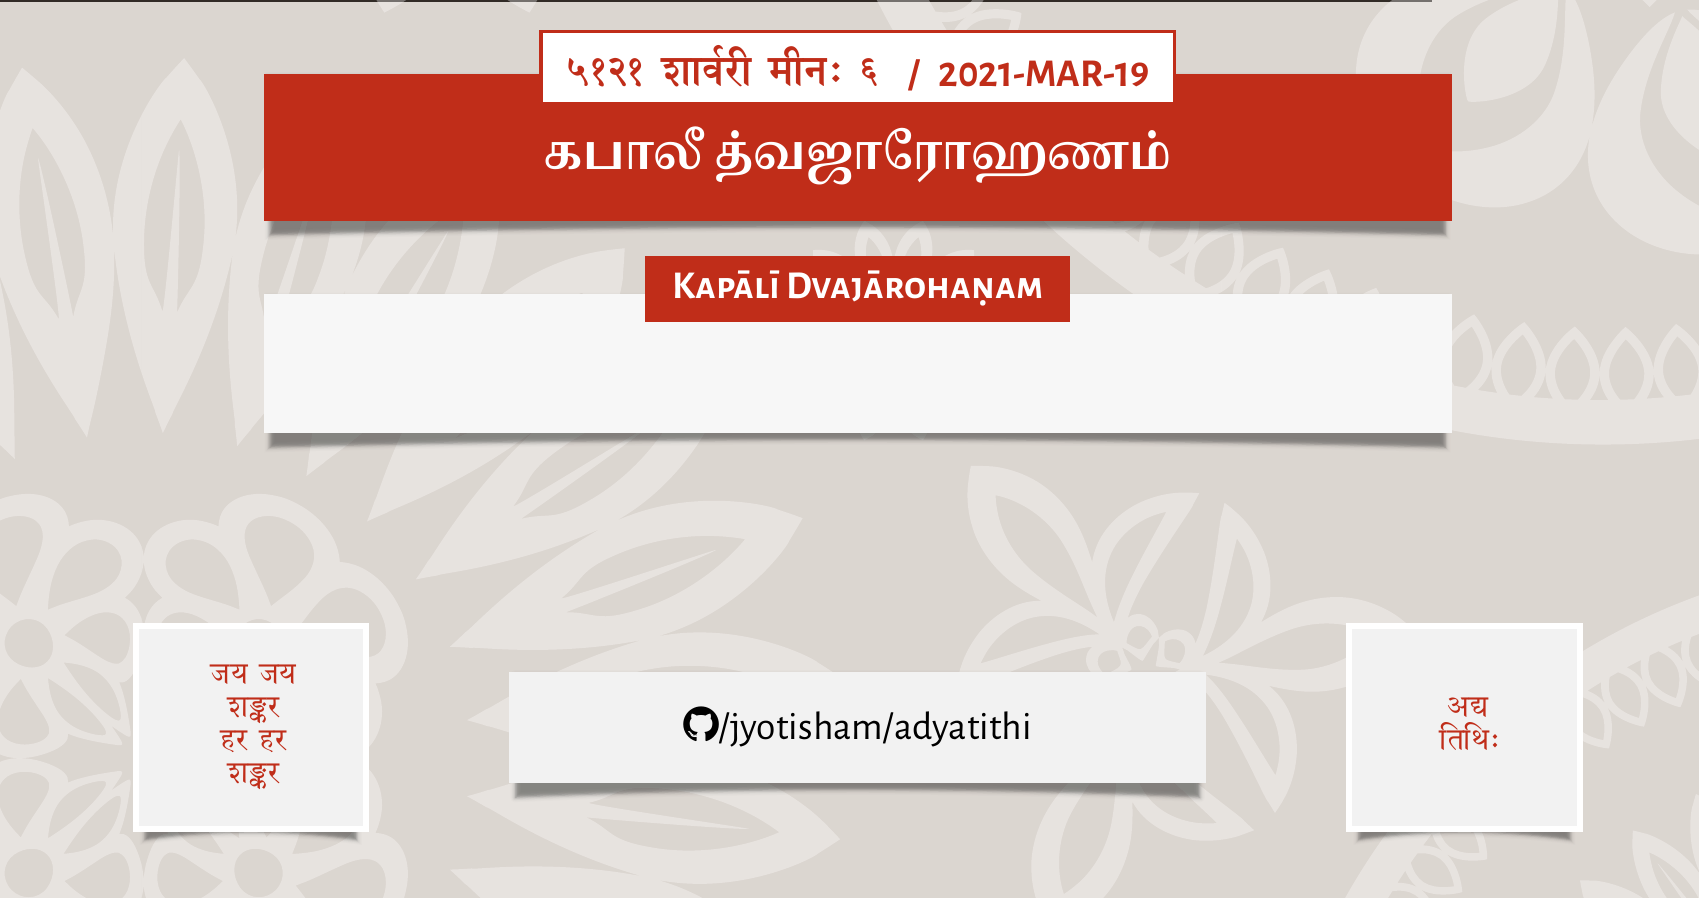 ५१२१ शार्वरी मीनः ६ / 2021-MAR-19
கபாலீ த்வஜாரோஹணம்
Kapālī Dvajārohaṇam
जय जय
शङ्कर
हर हर
शङ्कर
/jyotisham/adyatithi
अद्य
तिथिः